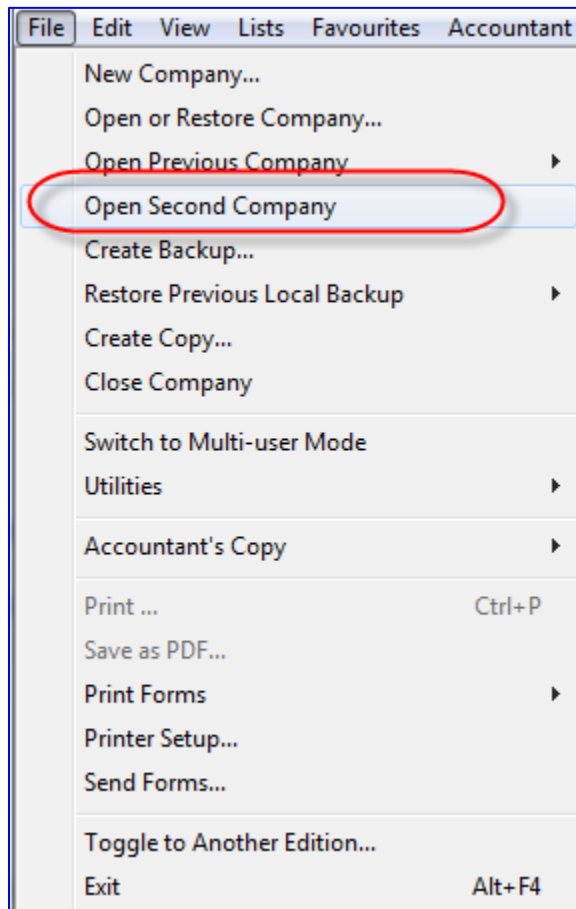 File Edit View Lists Favourites Accountant
New Company...
Open or Restore Company...
Open Previous Company
Open Second Company
Create Backup...
Restore Previous Local Backup
Create Copy...
Close Company
Switch to Multi-user Mode
Utilities
Accountant's Copy
Print ... Ctrl+P
Save as PDF...
Print Forms
Printer Setup...
Send Forms...
Toggle to Another Edition...
Exit Alt+F4